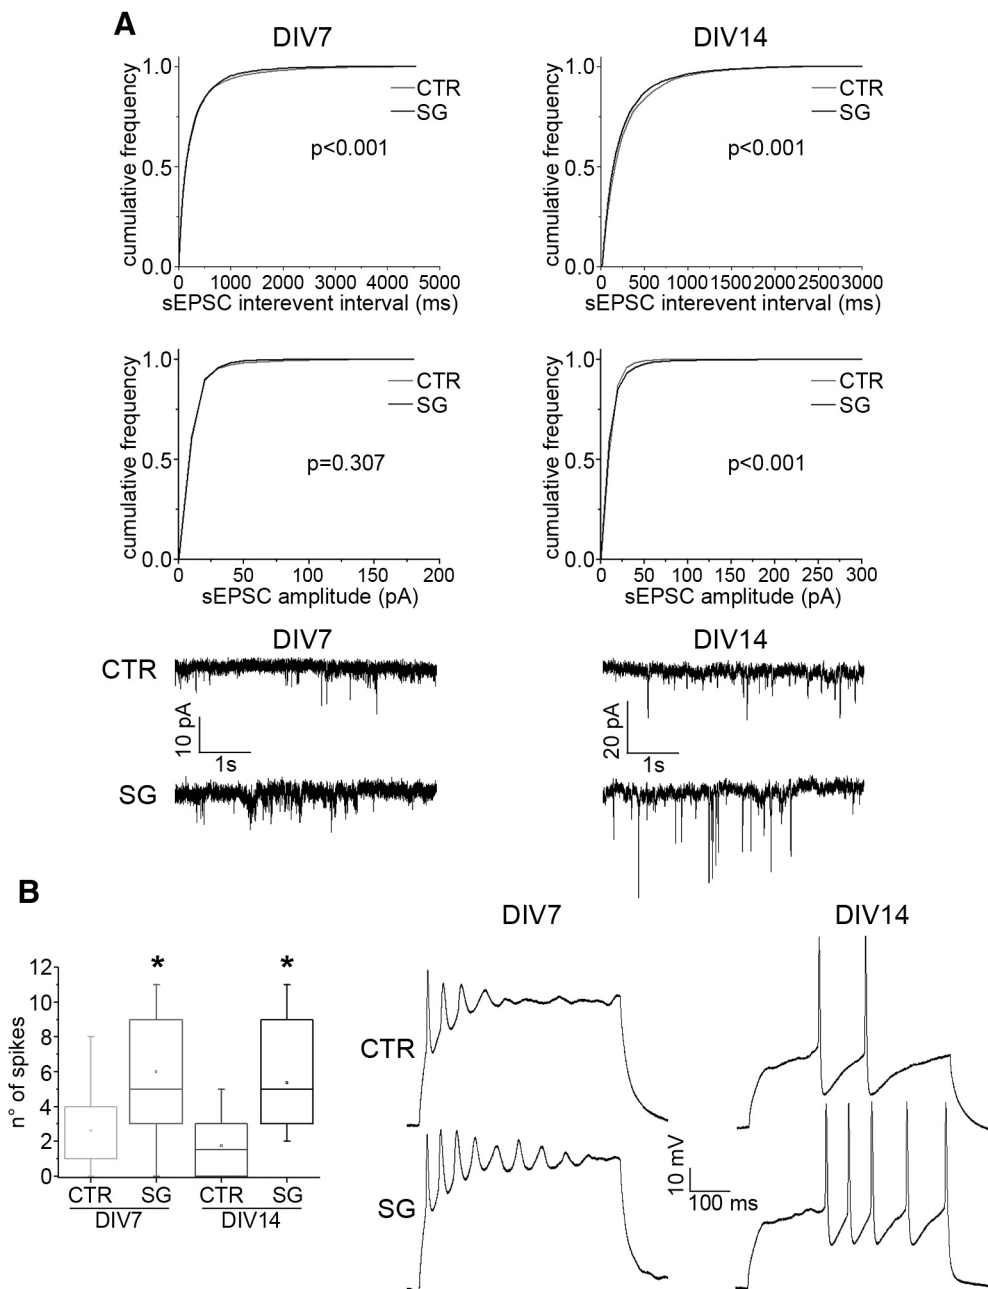 A
DIV7
DIV14
cumulative frequency
1.0
0.5
0.0
CTR
SG
p<0.001
0 1000 2000 3000 4000 5000
sEPSC interevent interval (ms)
cumulative frequency
1.0
0.5
0.0
CTR
SG
p<0.001
0 500 1000 1500 2000 2500 3000
sEPSC interevent interval (ms)
cumulative frequency
1.0
0.5
0.0
CTR
SG
p=0.307
0 50 100 150 200
sEPSC amplitude (pA)
cumulative frequency
1.0
0.5
0.0
CTR
SG
p<0.001
0 50 100 150 200 250 300
sEPSC amplitude (pA)
DIV7
DIV14
CTR
10 pA
1s
20 pA
1s
SG
B
n° of spikes
12
10
8
6
4
2
0
* *
CTR SG CTR SG
DIV7 DIV14
DIV7
DIV14
CTR
SG
10 mV
100 ms